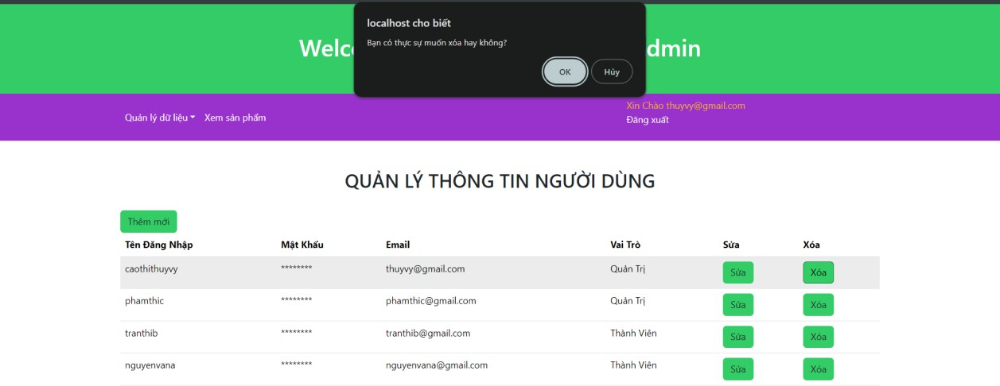 localhost cho biết
Bạn có thực sự muốn xóa hay không?
OK Hủy
dmin
Xin Chào thuyvy@gmail.com
Quản lý dữ liệu Xem sản phẩm
Đăng xuất
QUẢN LÝ THÔNG TIN NGƯỜI DÙNG
Thêm mới
Tên Đăng Nhập Mật Khẩu Email Vai Trò Sửa Xóa
caothithuyvy ******** thuyvy@gmail.com Quản Trị Sửa Xóa
phamthic ******** phamthic@gmail.com Quản Trị Sửa Xóa
tranthib ******** tranthib@gmail.com Thành Viên Sửa Xóa
nguyenvana ******** nguyenvana@gmail.com Thành Viên Sửa Xóa